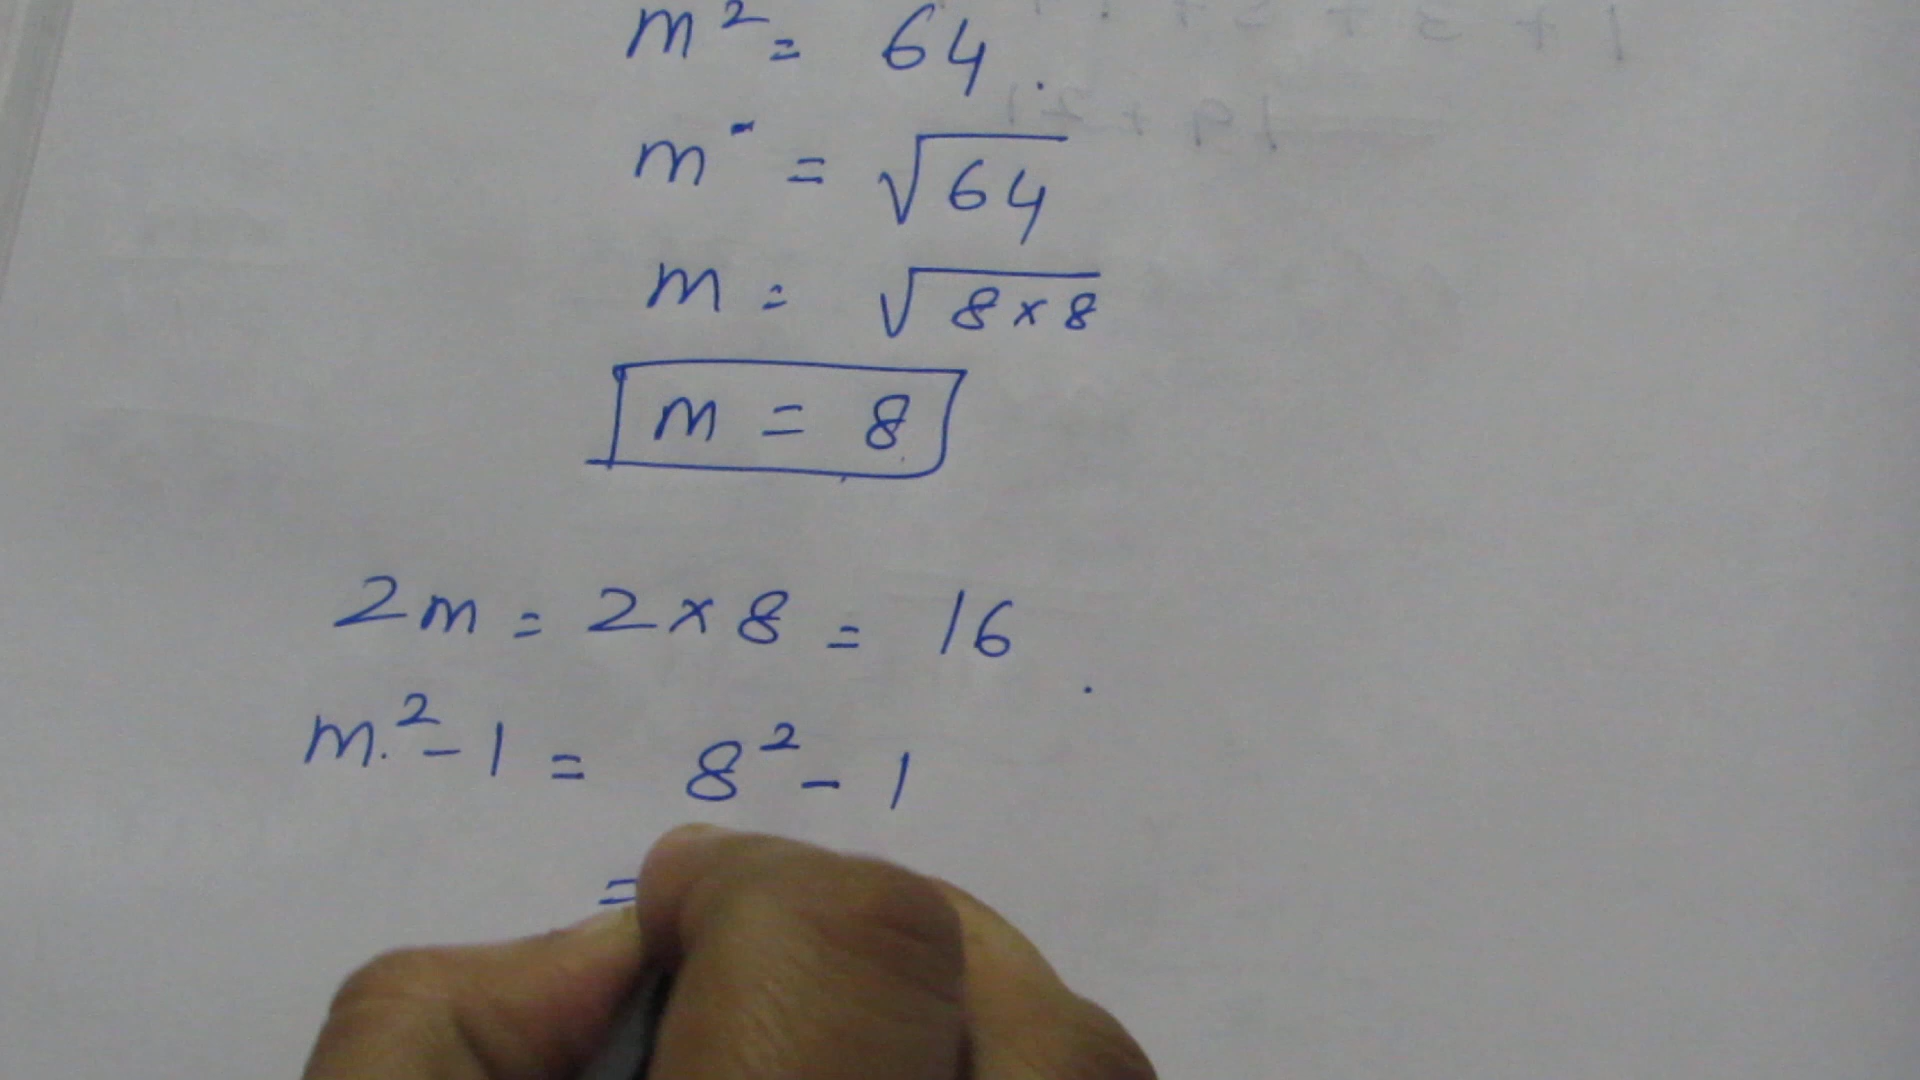 m² = 64.
m = √64
m = √8×8
m = 8
2m = 2×8 = 16
m²-1 = 8²-1
=